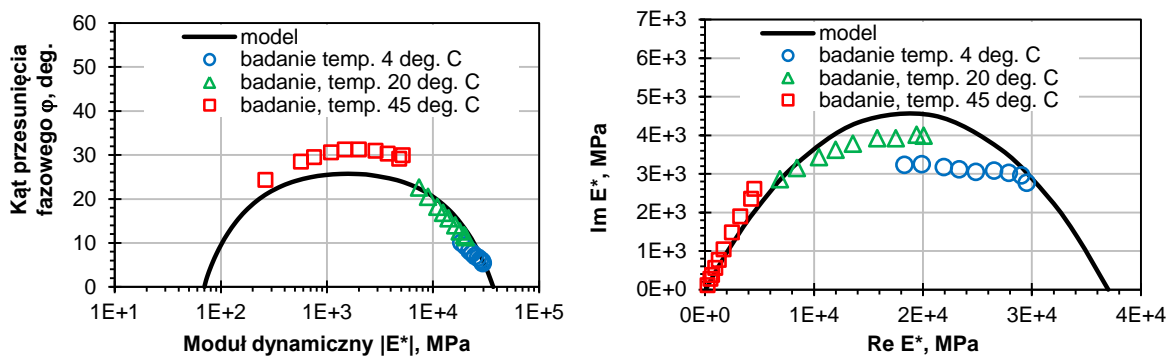 60
50
40
30
20
10
0
Kąt przesunięcia
fazowego φ, deg.
model
badanie temp. 4 deg. C
badanie, temp. 20 deg. C
badanie, temp. 45 deg. C
1E+1
1E+2
1E+3
1E+4
1E+5
Moduł dynamiczny |E*|, MPa
7E+3
6E+3
5E+3
4E+3
3E+3
2E+3
1E+3
0E+0
Im E*, MPa
model
badanie, temp. 4 deg. C
badanie, temp. 20 deg. C
badanie, temp. 45 deg. C
0E+0
1E+4
2E+4
3E+4
4E+4
Re E*, MPa